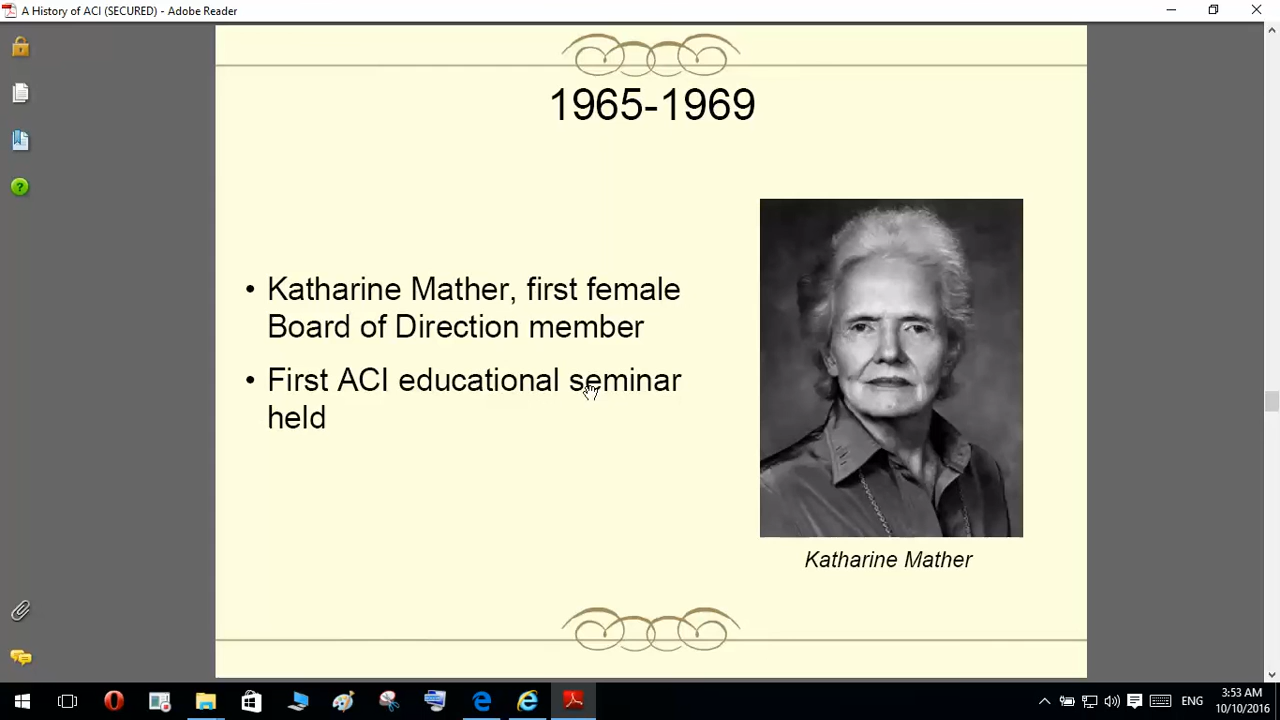 A History of ACI (SECURED) - Adobe Reader
1965-1969
• Katharine Mather, first female
Board of Direction member
• First ACI educational seminar
held
Katharine Mather
ENG
3:53 AM
10/10/2016